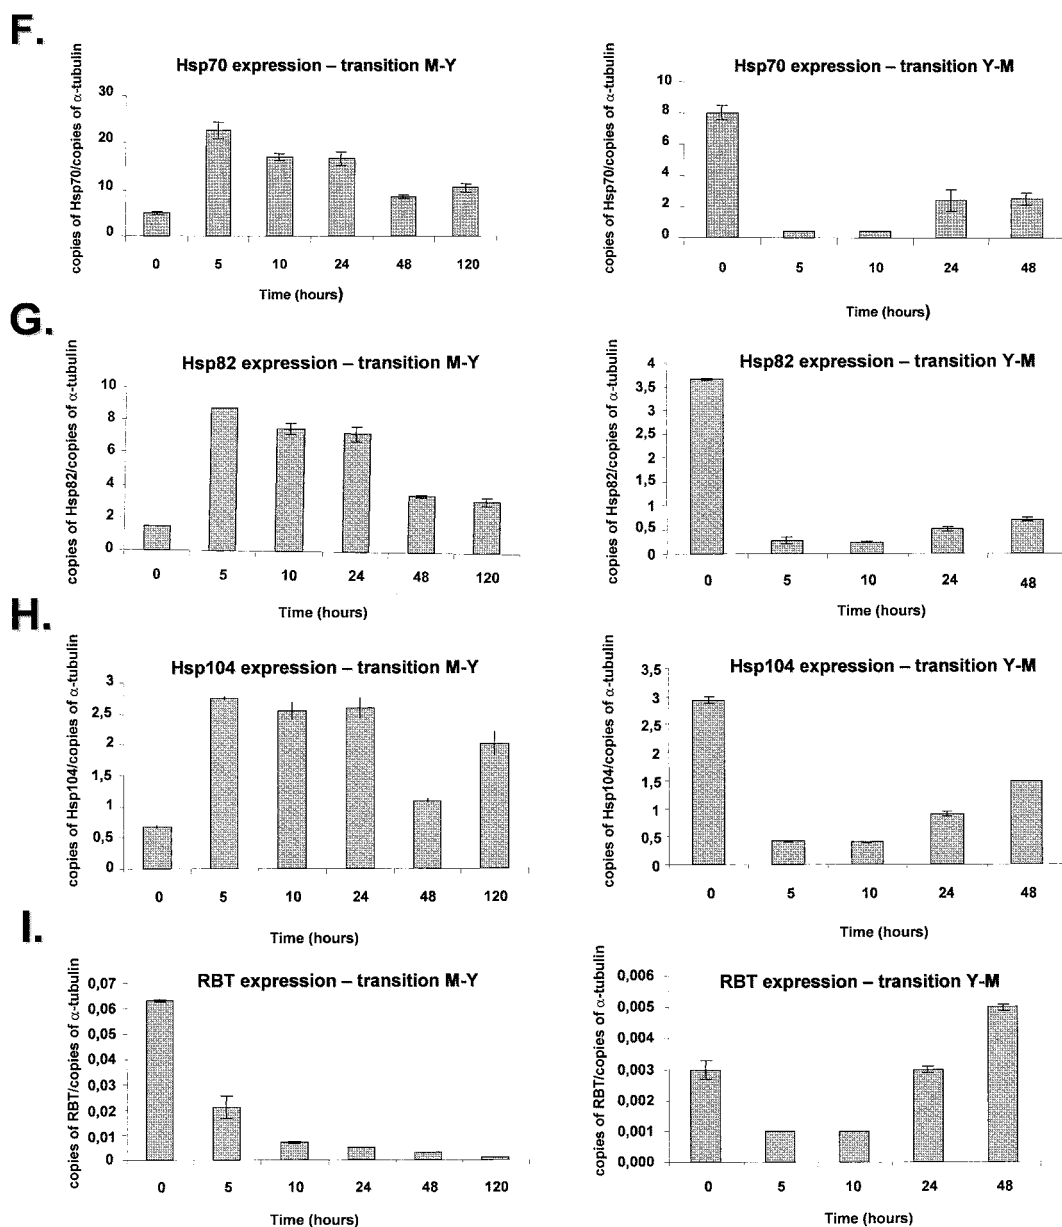 F.
Hsp70 expression – transition M-Y
copies of Hsp70/copies of α-tubulin
30
20
10
0
0 5 10 24 48 120
Time (hours)
Hsp70 expression – transition Y-M
copies of Hsp70/copies of α-tubulin
10
8
6
4
2
0
0 5 10 24 48
Time (hours)
G.
Hsp82 expression – transition M-Y
copies of Hsp82/copies of α-tubulin
10
8
6
4
2
0
0 5 10 24 48 120
Time (hours)
Hsp82 expression – transition Y-M
copies of Hsp82/copies of α-tubulin
4
3,5
3
2,5
2
1,5
1
0,5
0
0 5 10 24 48
Time (hours)
H.
Hsp104 expression – transition M-Y
copies of Hsp104/copies of α-tubulin
3
2,5
2
1,5
1
0,5
0
0 5 10 24 48 120
Time (hours)
Hsp104 expression – transition Y-M
copies of Hsp104/copies of α-tubulin
3,5
3
2,5
2
1,5
1
0,5
0
0 5 10 24 48
Time (hours)
I.
RBT expression – transition M-Y
copies of RBT/copies of α-tubulin
0,07
0,06
0,05
0,04
0,03
0,02
0,01
0
0 5 10 24 48 120
Time (hours)
RBT expression – transition Y-M
copies of RBT/copies of α-tubulin
0,006
0,005
0,004
0,003
0,002
0,001
0,000
0 5 10 24 48
Time (hours)